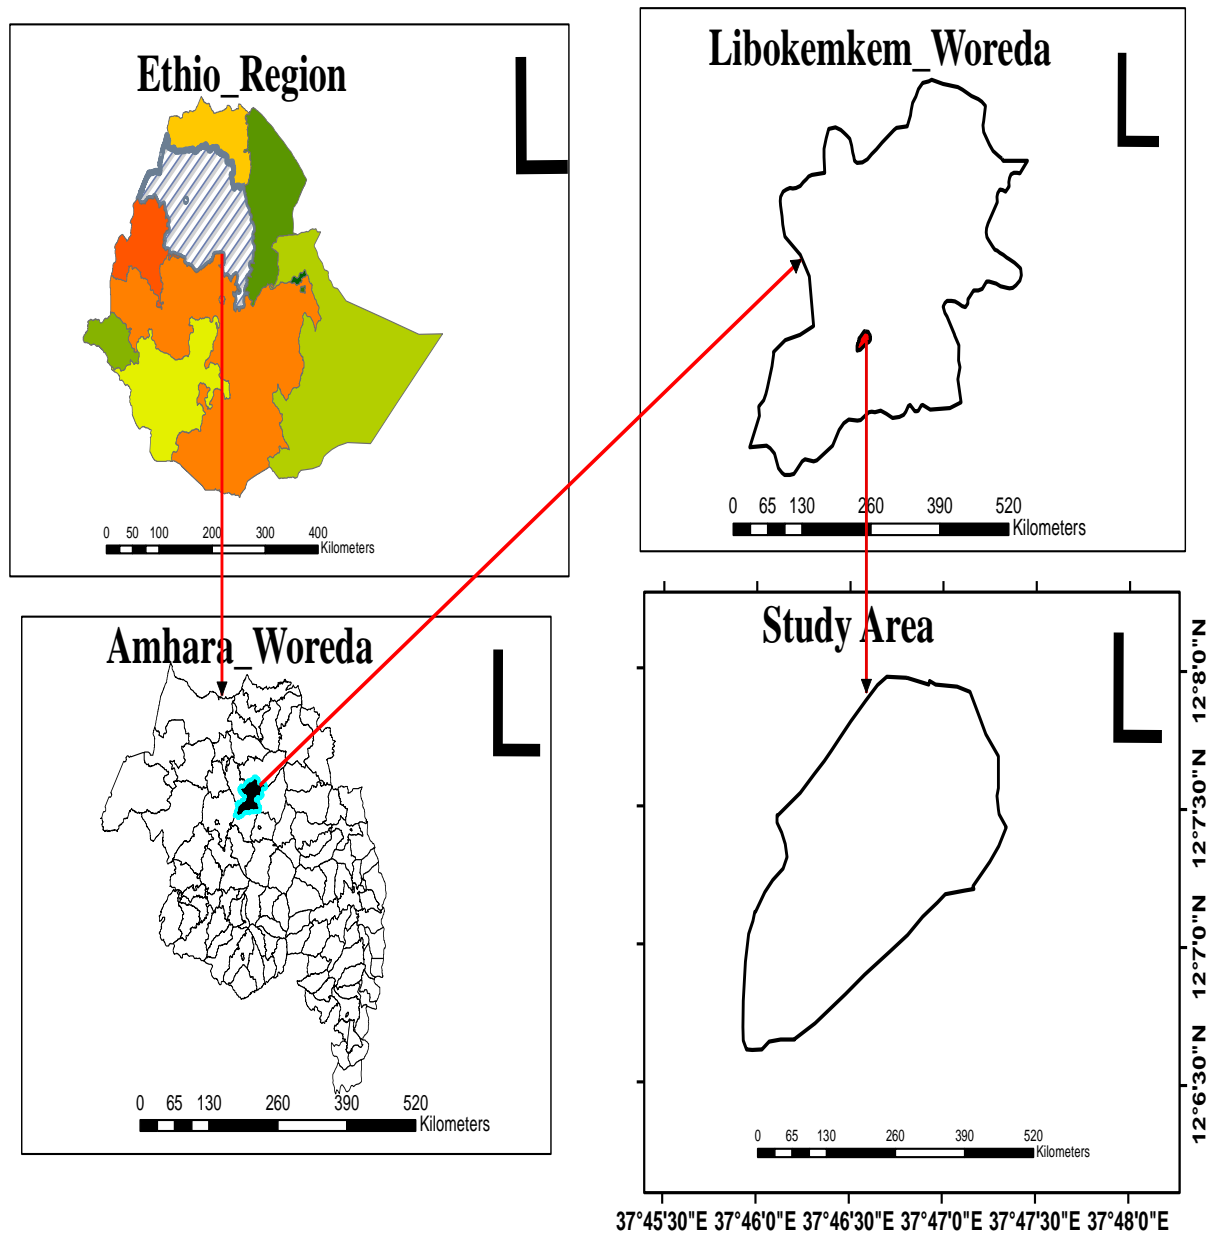 Ethio_Region
0 50 100 200 300 400
Kilometers
Libokemkem_Woreda
0 65 130 260 390 520
Kilometers
Amhara_Woreda
0 65 130 260 390 520
Kilometers
Study Area
0 65 130 260 390 520
Kilometers
12°8'0"N
12°7'30"N
12°7'0"N
12°6'30"N
37°45'30"E 37°46'0"E 37°46'30"E 37°47'0"E 37°47'30"E 37°48'0"E